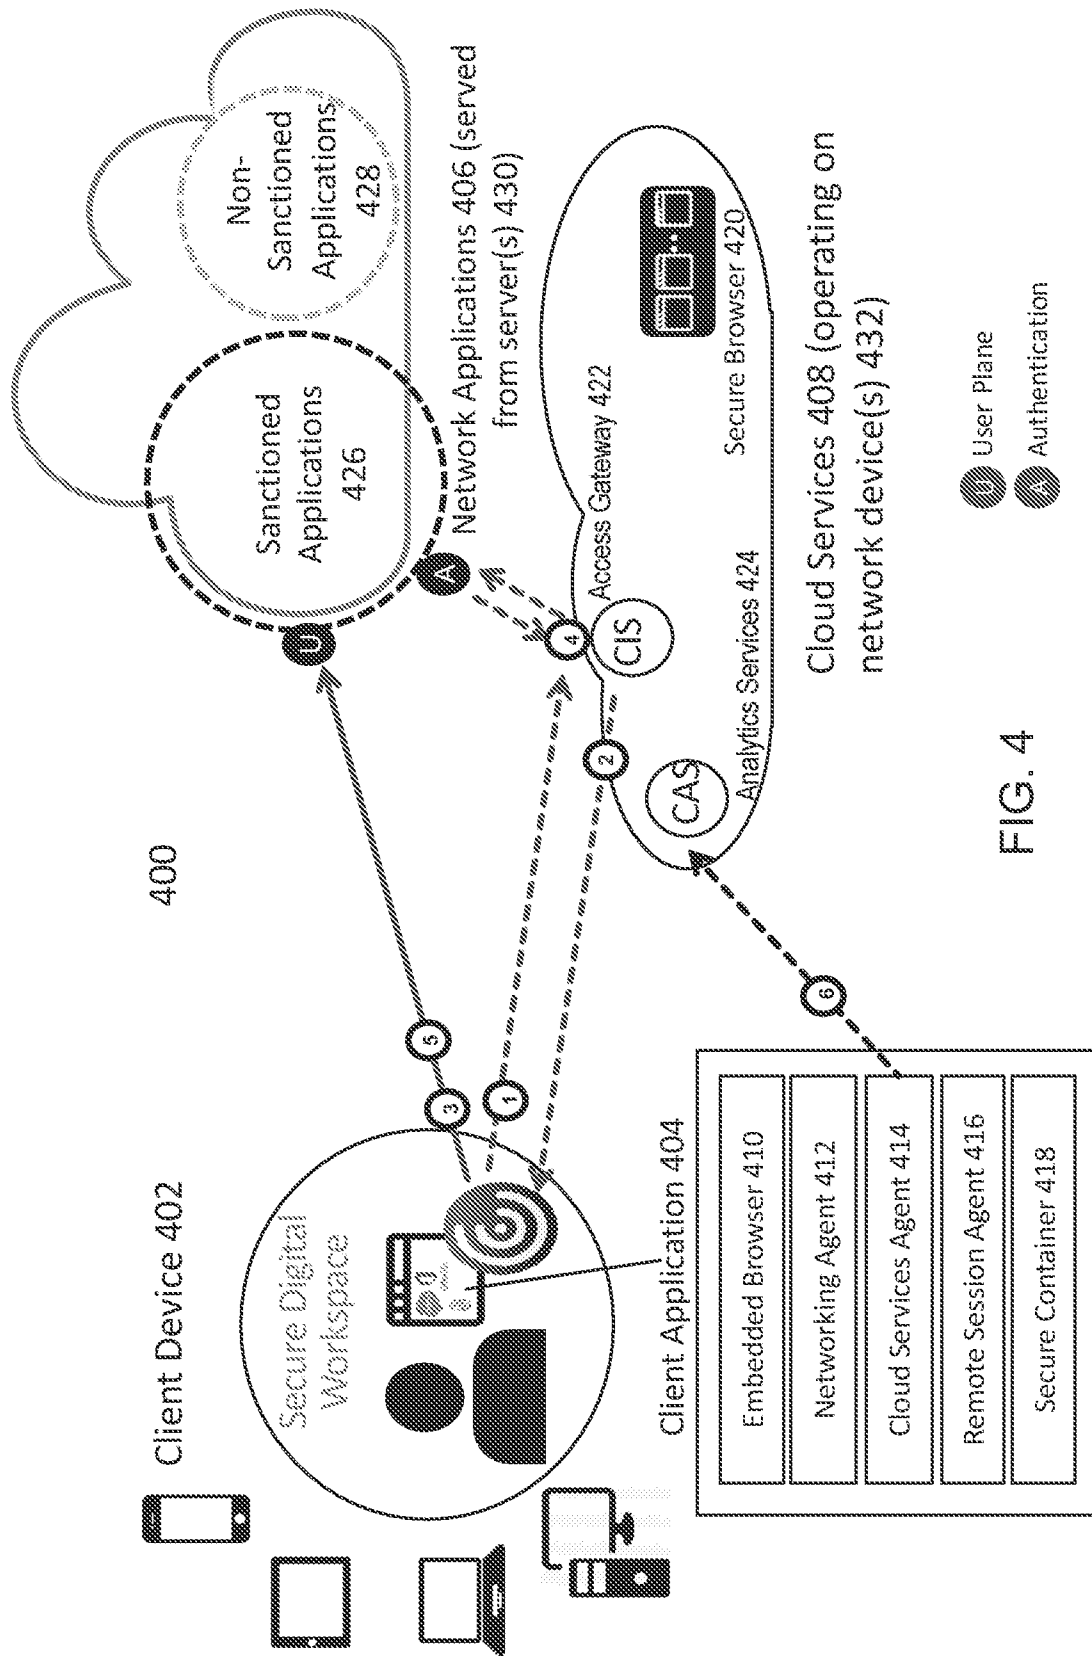 400
Client Device 402
Secure Digital
Workspace
Client Application 404
Embedded Browser 410
Networking Agent 412
Cloud Services Agent 414
Remote Session Agent 416
Secure Container 418
1
2
3
4
5
6
U
A
Sanctioned
Applications
426
Non-
Sanctioned
Applications
428
Network Applications 406 (served
from server(s) 430)
Access Gateway 422
CIS
CAS
Analytics Services 424
Secure Browser 420
Cloud Services 408 (operating on
network device(s) 432)
U User Plane
A Authentication
FIG. 4